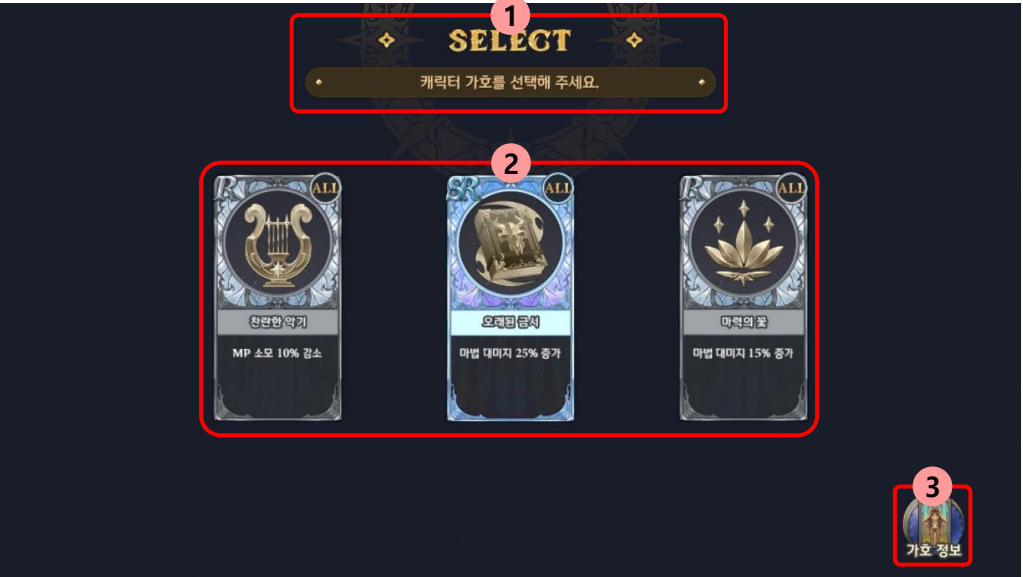 1
SELECT
캐릭터 가호를 선택해 주세요.
2
R ALL
SR ALL
R ALL
찬란한 악기
오래된 금서
마력의 꽃
MP 소모 10% 감소
마법 대미지 25% 증가
마법 대미지 15% 증가
3
가호 정보